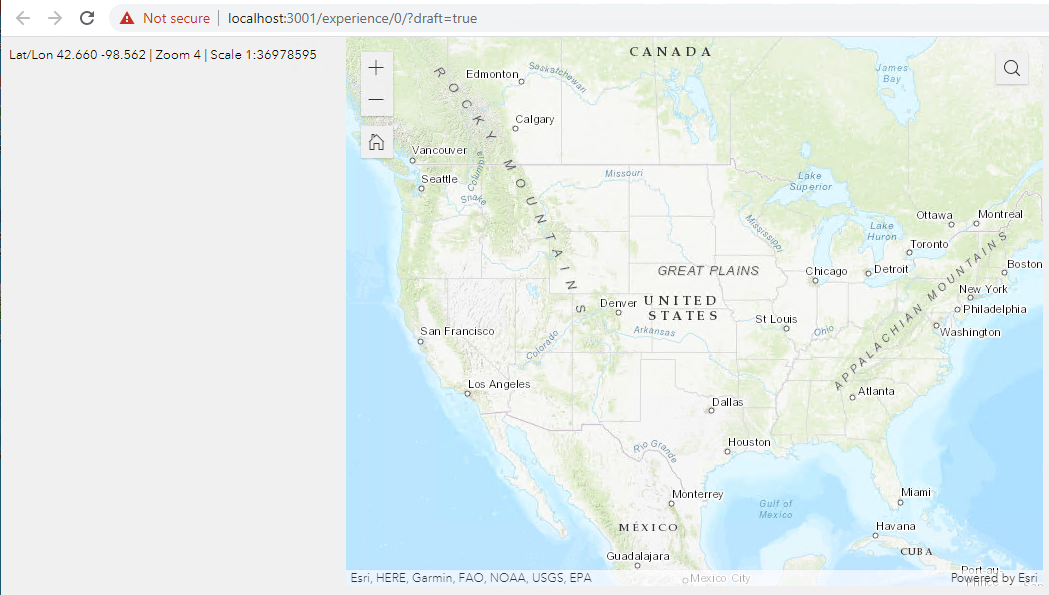 Not secure | localhost:3001/experience/0/?draft=true
Lat/Lon 42.660 -98.562 | Zoom 4 | Scale 1:36978595
CANADA
James
Bay
Edmonton
Saskatchewan
Calgary
ROCKY MOUNTAINS
Vancouver
Columbia
Seattle
Snake
Missouri
Lake
Superior
Mississippi
Ottawa
Montreal
Lake
Huron
Toronto
GREAT PLAINS
Chicago
Detroit
Boston
New York
Denver
UNITED
STATES
Philadelphia
St Louis
Ohio
Washington
APPALACHIAN MOUNTAINS
San Francisco
Colorado
Arkansas
Los Angeles
Atlanta
Dallas
Rio Grande
Houston
Monterrey
Gulf of
Mexico
Miami
MÉXICO
Havana
CUBA
Guadalajara
Port-au-
Mexico City
Esri, HERE, Garmin, FAO, NOAA, USGS, EPA
Powered by Esri